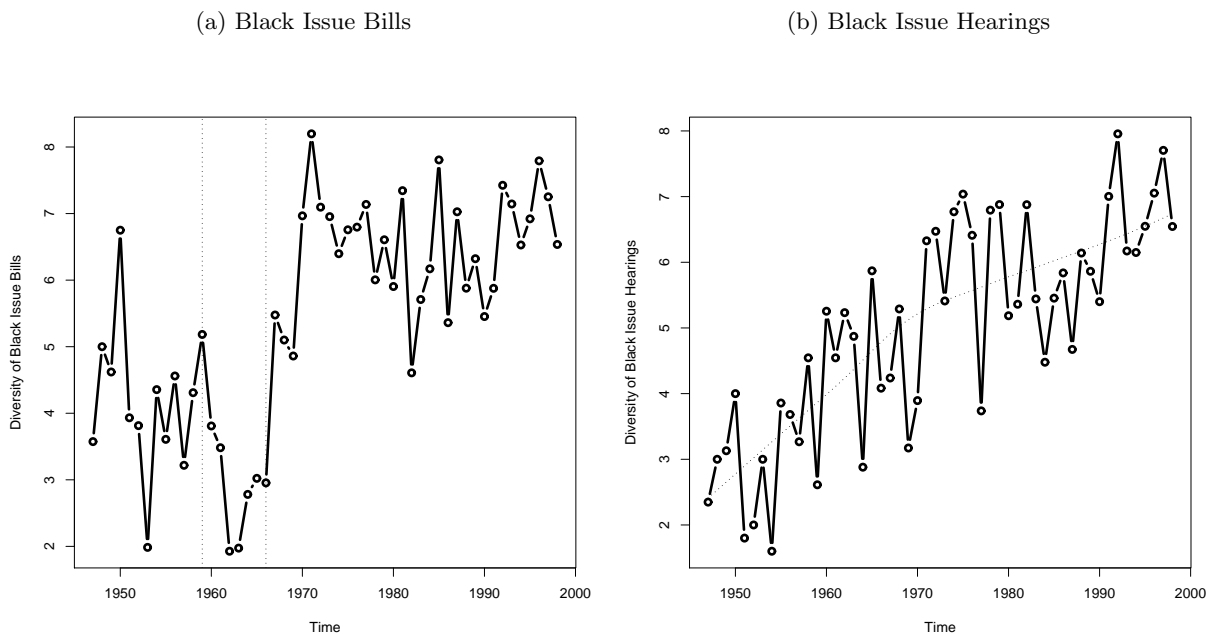 (a) Black Issue Bills
Diversity of Black Issue Bills
8
7
6
5
4
3
2
1950 1960 1970 1980 1990 2000
Time
(b) Black Issue Hearings
Diversity of Black Issue Hearings
8
7
6
5
4
3
2
1950 1960 1970 1980 1990 2000
Time